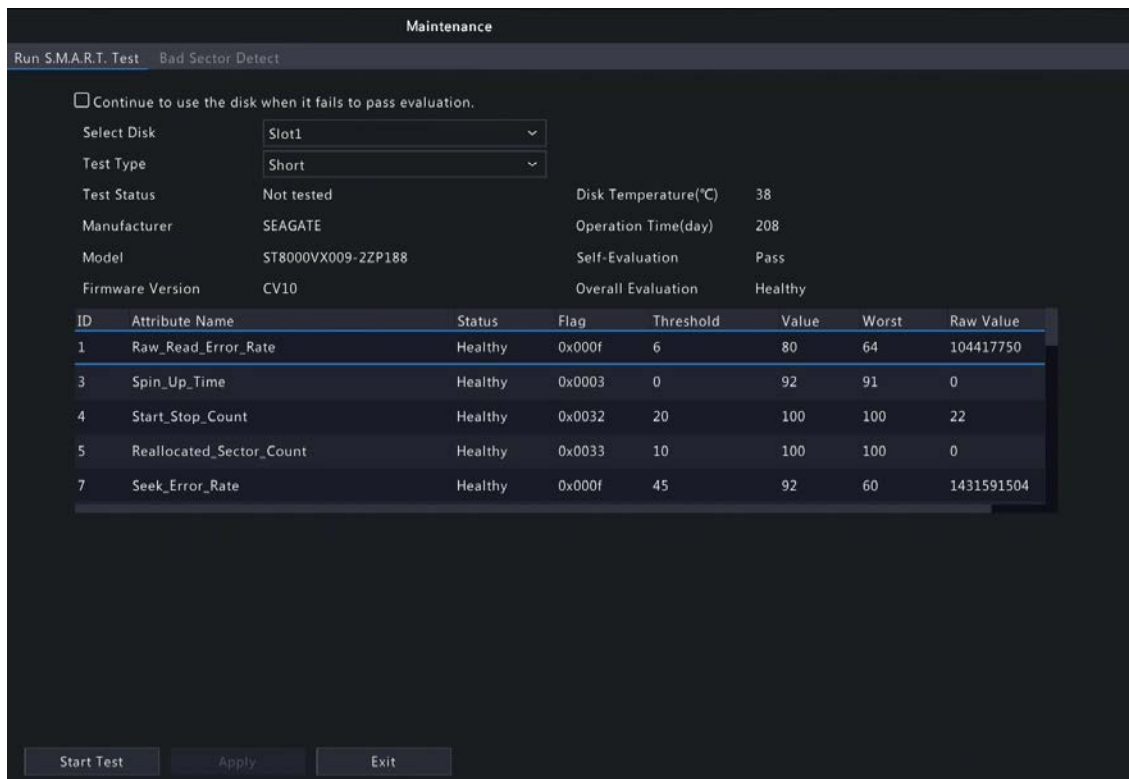 Maintenance
Run S.M.A.R.T. Test Bad Sector Detect
Continue to use the disk when it fails to pass evaluation.
Select Disk Slot1
Test Type Short
Test Status Not tested Disk Temperature(℃) 38
Manufacturer SEAGATE Operation Time(day) 208
Model ST8000VX009-2ZP188 Self-Evaluation Pass
Firmware Version CV10 Overall Evaluation Healthy
ID Attribute Name Status Flag Threshold Value Worst Raw Value
1 Raw_Read_Error_Rate Healthy 0x000f 6 80 64 104417750
3 Spin_Up_Time Healthy 0x0003 0 92 91 0
4 Start_Stop_Count Healthy 0x0032 20 100 100 22
5 Reallocated_Sector_Count Healthy 0x0033 10 100 100 0
7 Seek_Error_Rate Healthy 0x000f 45 92 60 1431591504
Start Test Apply Exit